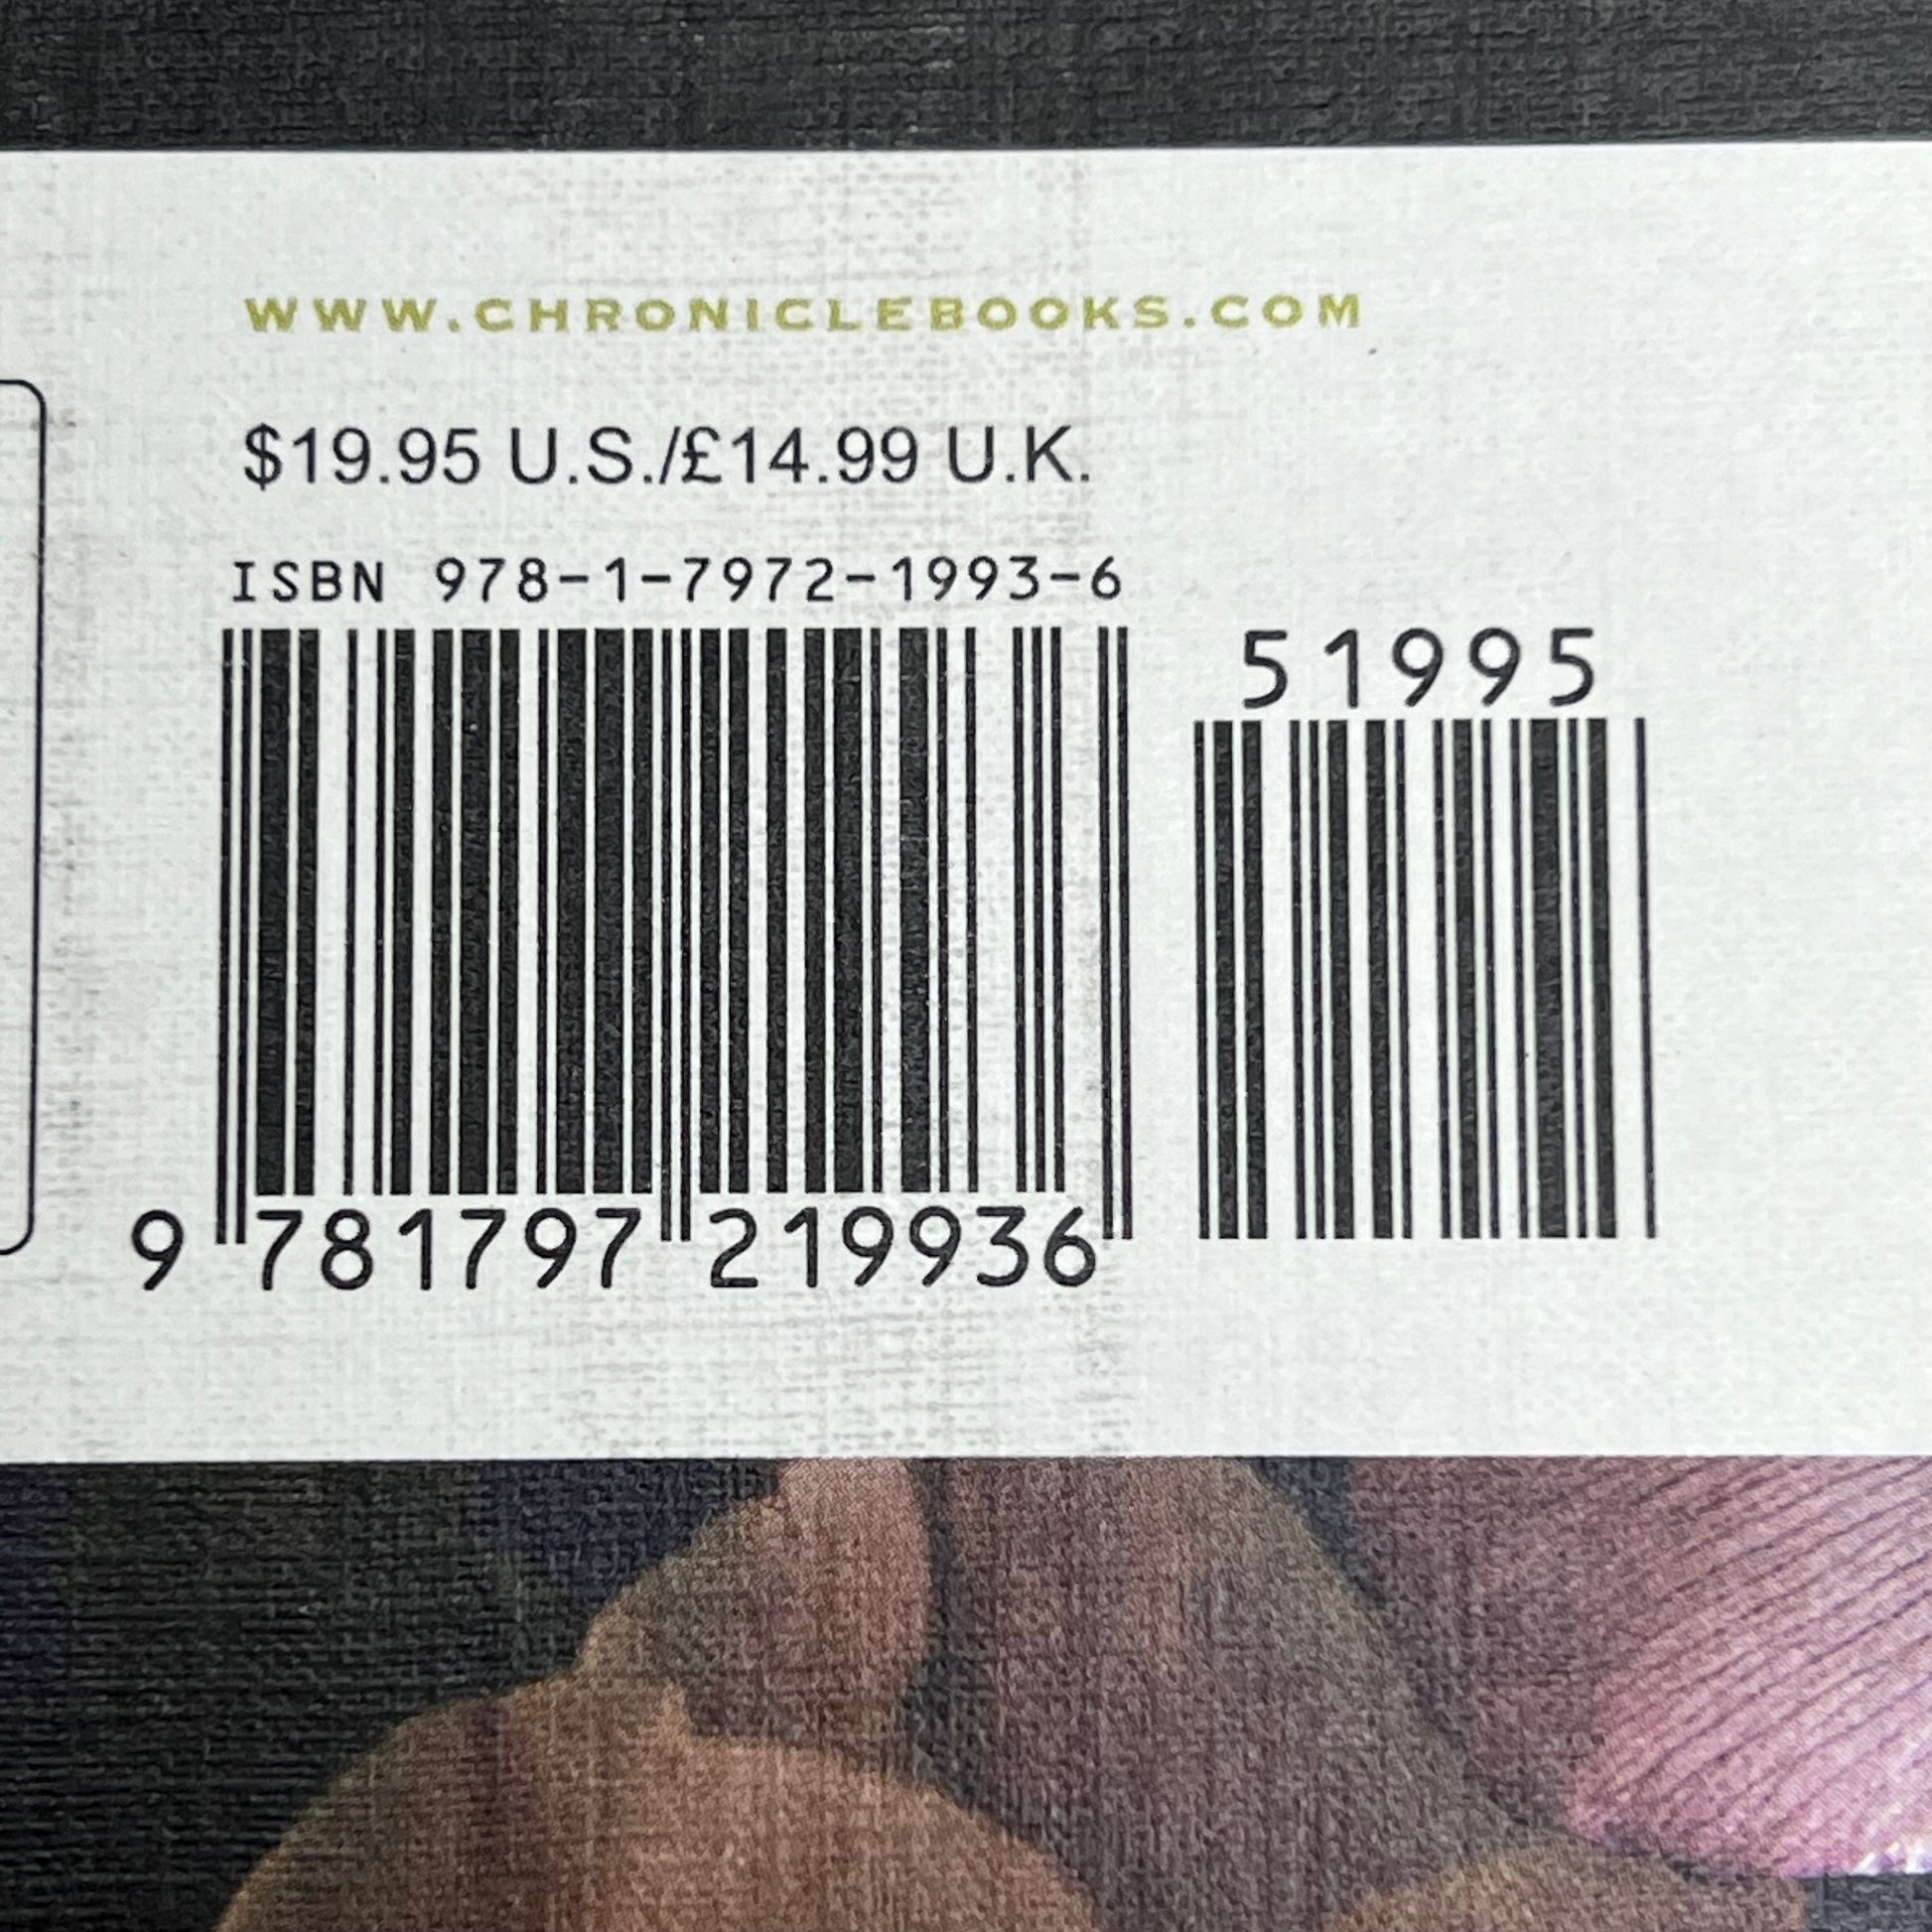 WWW.CHRONICLEBOOKS.COM
$19.95 U.S./£14.99 U.K.
ISBN 978-1-7972-1993-6
51995
9 781797 219936